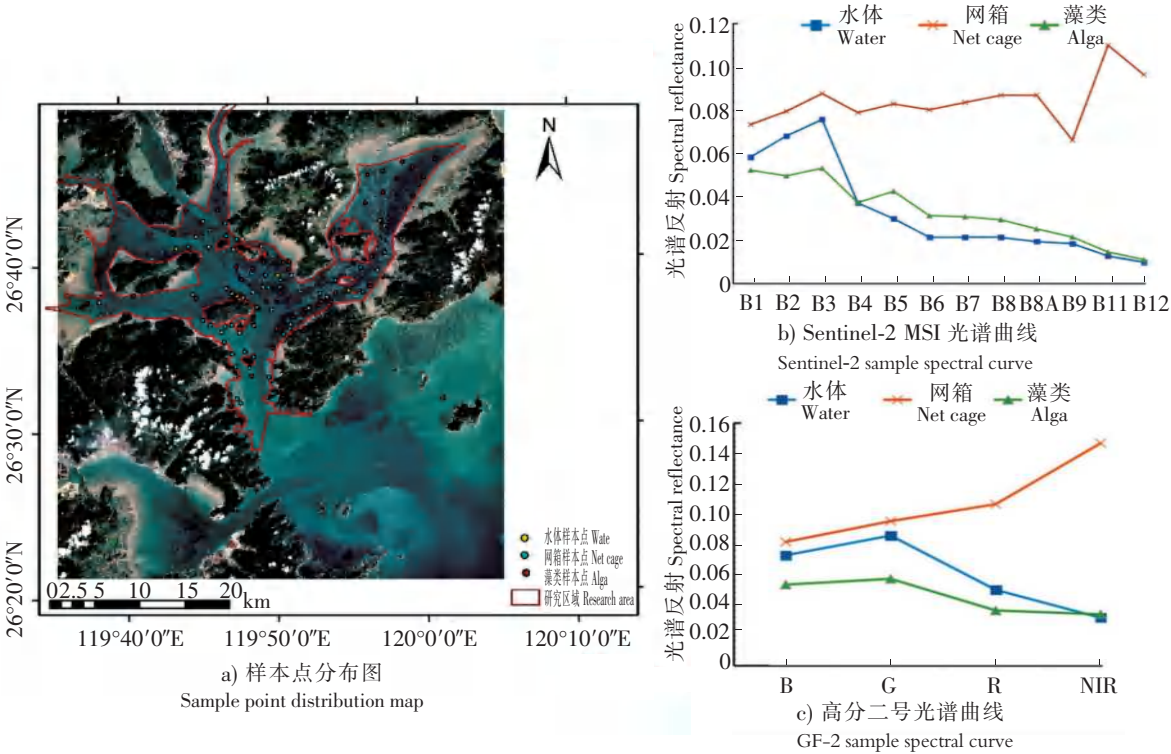 N
26°40′0″N
26°30′0″N
26°20′0″N
水体样本点 Wate
网箱样本点 Net cage
藻类样本点 Alga
研究区域 Research area
02.5 5 10 15 20
km
119°40′0″E 119°50′0″E 120°0′0″E 120°10′0″E
a) 样本点分布图
Sample point distribution map
水体 网箱 藻类
Water Net cage Alga
光谱反射 Spectral reflectance
0.12
0.10
0.08
0.06
0.04
0.02
0
B1 B2 B3 B4 B5 B6 B7 B8 B8A B9 B11 B12
b) Sentinel-2 MSI 光谱曲线
Sentinel-2 sample spectral curve
水体 网箱 藻类
Water Net cage Alga
光谱反射 Spectral reflectance
0.16
0.14
0.12
0.10
0.08
0.06
0.04
0.02
0
B G R NIR
c) 高分二号光谱曲线
GF-2 sample spectral curve